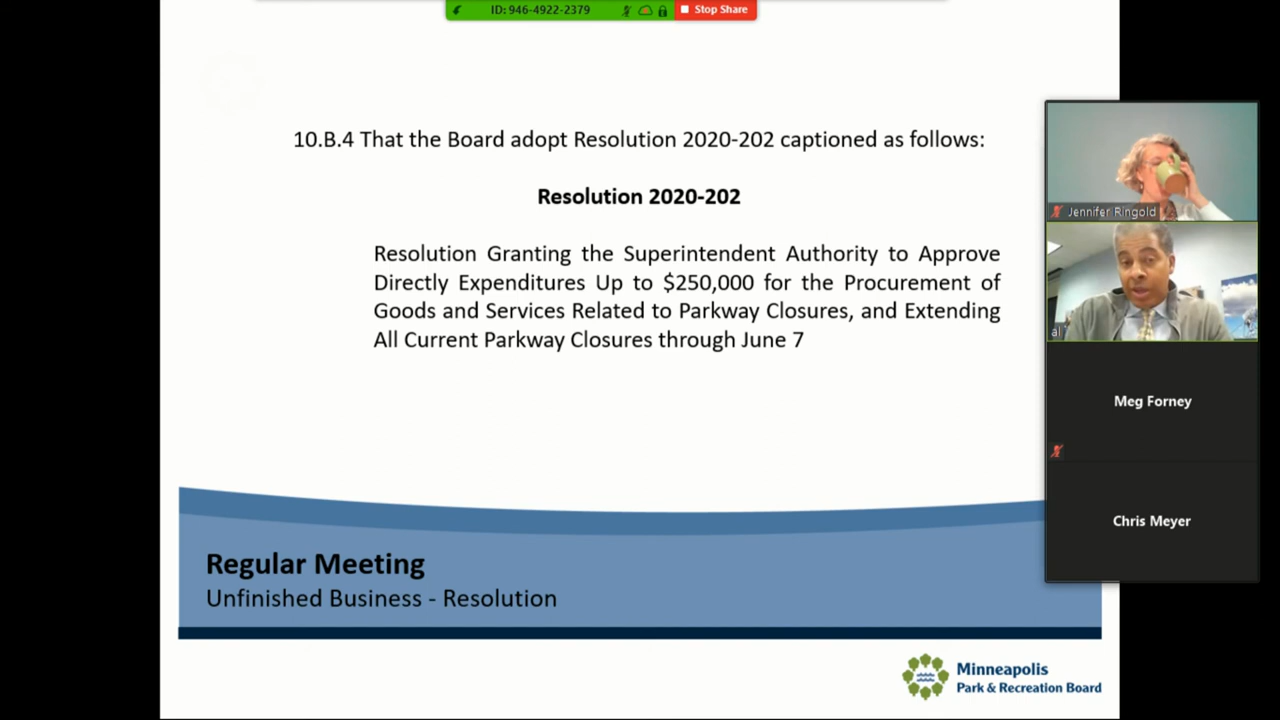 ID: 946-4922-2379
Stop Share
10.B.4 That the Board adopt Resolution 2020-202 captioned as follows:
Resolution 2020-202
Resolution Granting the Superintendent Authority to Approve
Directly Expenditures Up to $250,000 for the Procurement of
Goods and Services Related to Parkway Closures, and Extending
All Current Parkway Closures through June 7
Jennifer Ringold
al
Meg Forney
Chris Meyer
Regular Meeting
Unfinished Business - Resolution
Minneapolis
Park & Recreation Board